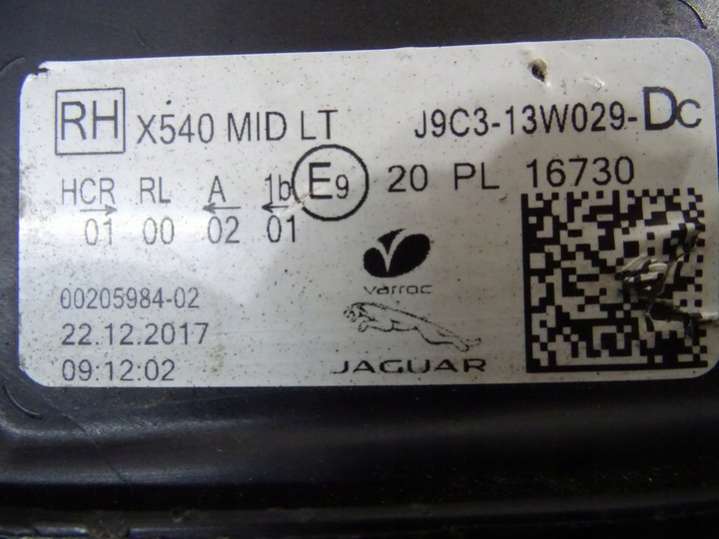 RH X540 MID LT J9C3-13W029-DC
HCR RL A 1b E9 20 PL 16730
01 00 02 01
varroc
00205984-02
22.12.2017
JAGUAR
09:12:02